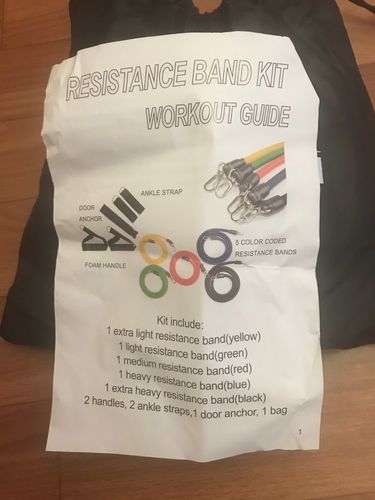 RESISTANCE BAND KIT
WORKOUT GUIDE
ANKLE STRAP
DOOR
ANCHOR
FOAM HANDLE
5 COLOR CODED
RESISTANCE BANDS
Kit include:
1 extra light resistance band(yellow)
1 light resistance band(green)
1 medium resistance band(red)
1 heavy resistance band(blue)
1 extra heavy resistance band(black)
2 handles, 2 ankle straps,1 door anchor, 1 bag
1